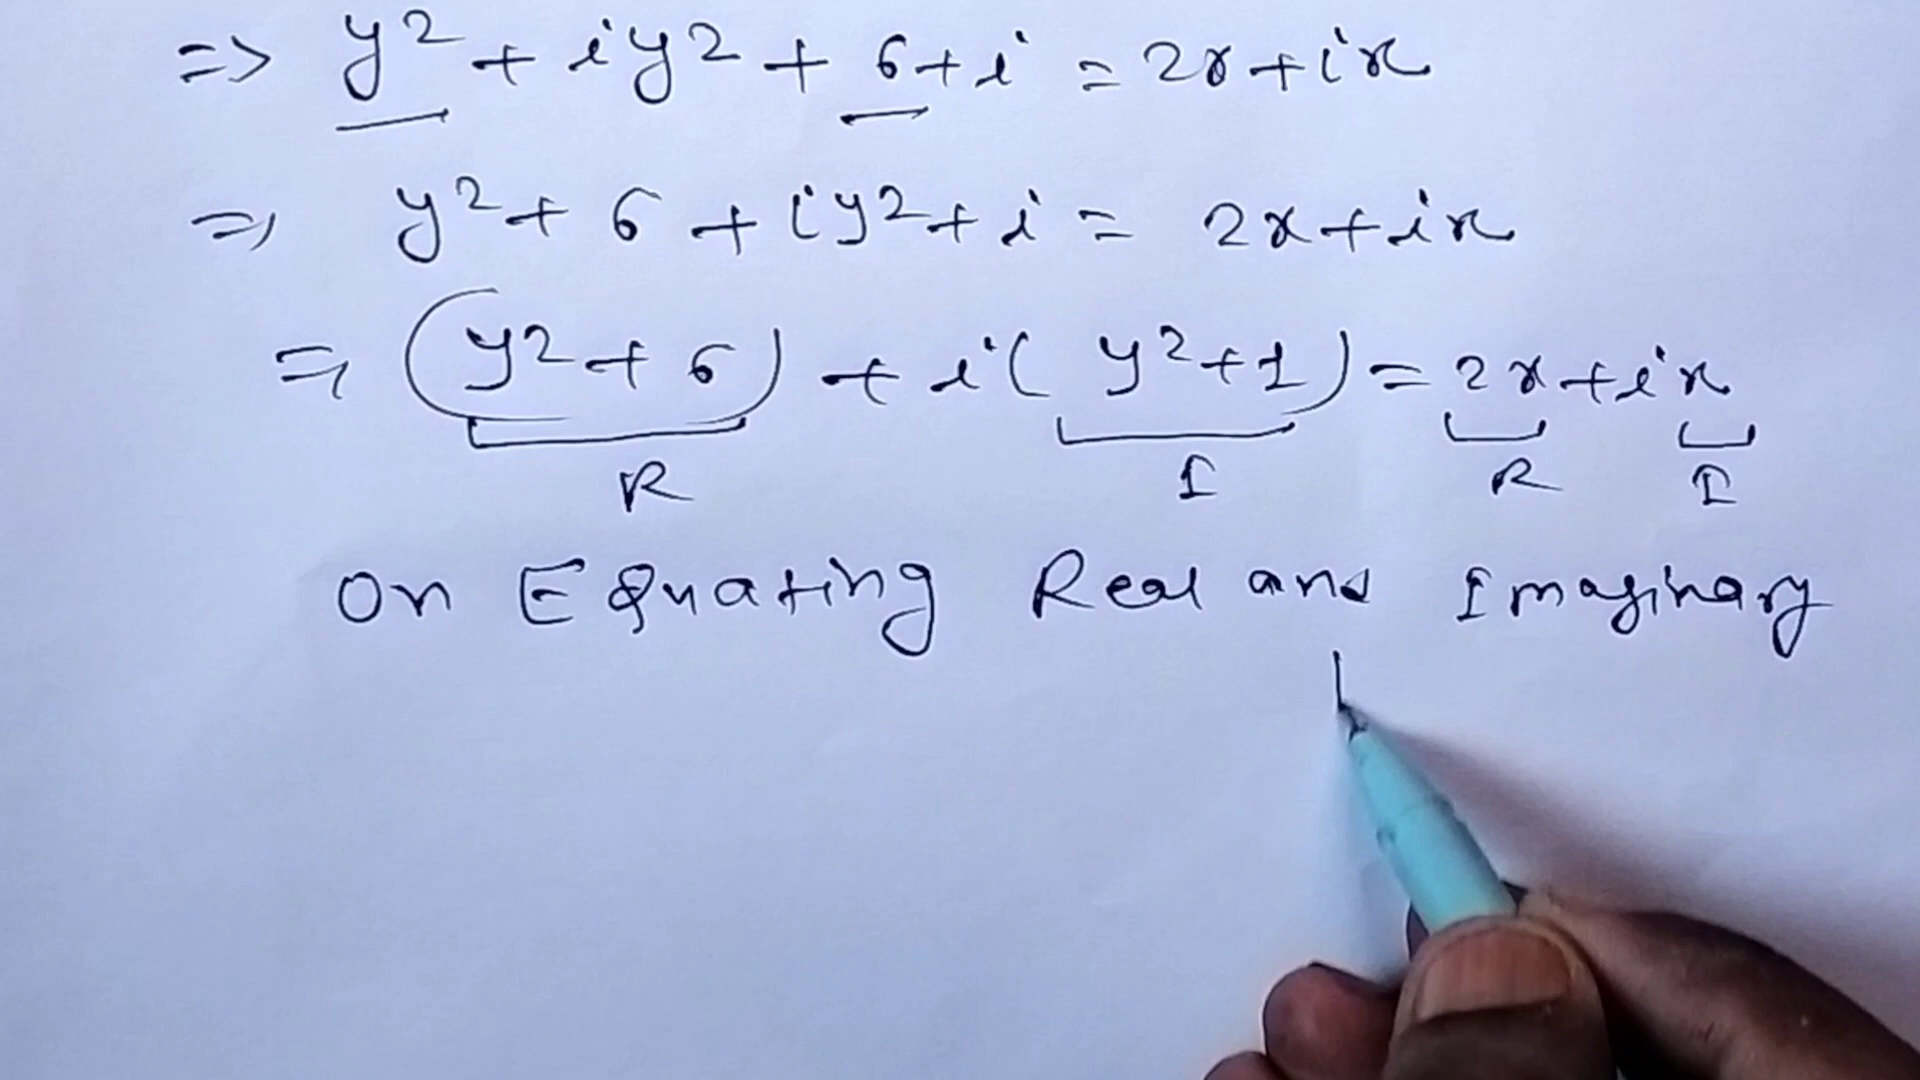 => y² + iy² + 6 + i = 2x + ix
=> y² + 6 + iy² + i = 2x + ix
=> (y² + 6) + i( y² + 1) = 2x + ix
R I R I
On Equating Real and Imaginary